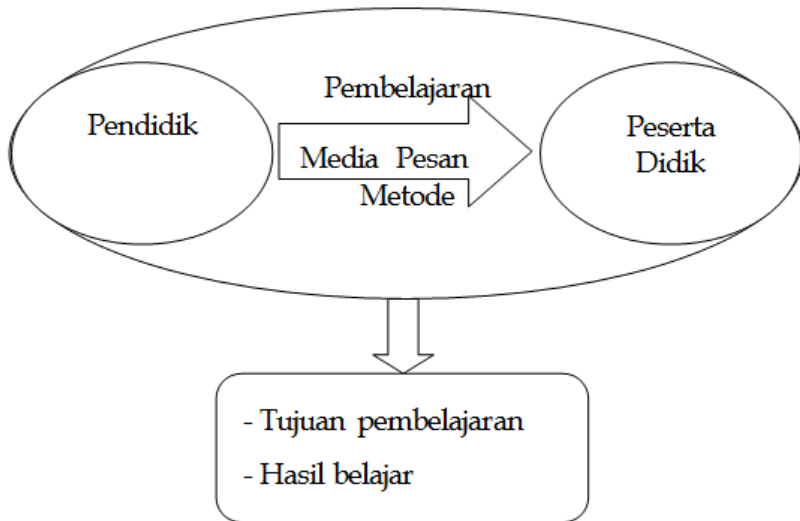 Pembelajaran
Pendidik
Media Pesan
Metode
Peserta
Didik
- Tujuan pembelajaran
- Hasil belajar